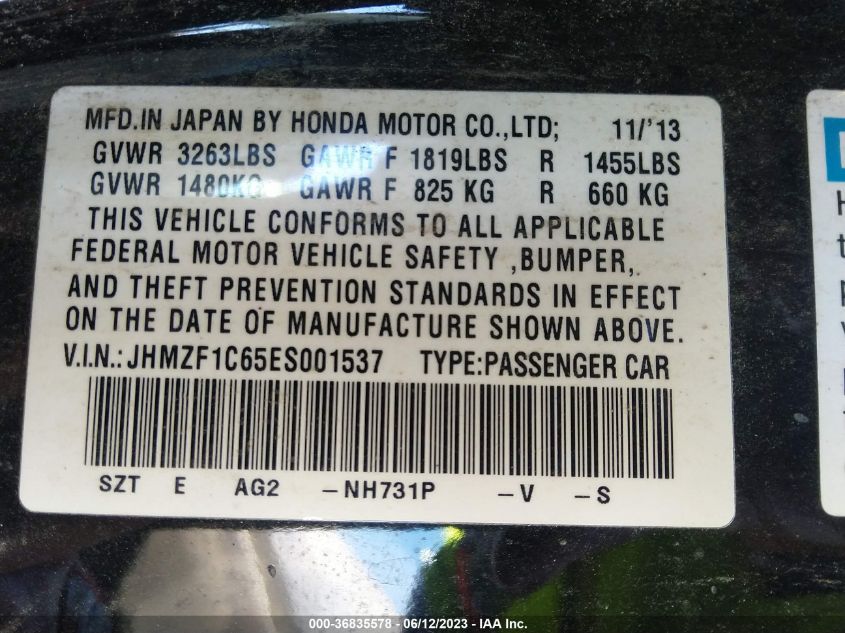 MFD.IN JAPAN BY HONDA MOTOR CO.,LTD; 11/'13
GVWR 3263LBS GAWR F 1819LBS R 1455LBS
GVWR 1480KG GAWR F 825 KG R 660 KG
THIS VEHICLE CONFORMS TO ALL APPLICABLE
FEDERAL MOTOR VEHICLE SAFETY ,BUMPER,
AND THEFT PREVENTION STANDARDS IN EFFECT
ON THE DATE OF MANUFACTURE SHOWN ABOVE.
V.I.N.:JHMZF1C65ES001537 TYPE:PASSENGER CAR
SZT E AG2 -NH731P -V -S
000-36835578 - 06/12/2023 - IAAI Inc.